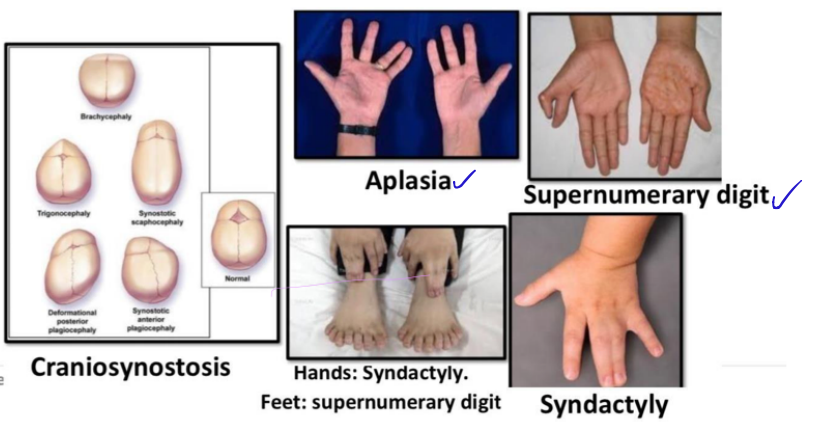 Brachycephaly
Trigonocephaly
Synostotic
scaphocephaly
Normal
Deformational
posterior
plagiocephaly
Synostotic
anterior
plagiocephaly
Craniosynostosis
Aplasia
Supernumerary digit
Hands: Syndactyly.
Feet: supernumerary digit
Syndactyly
e